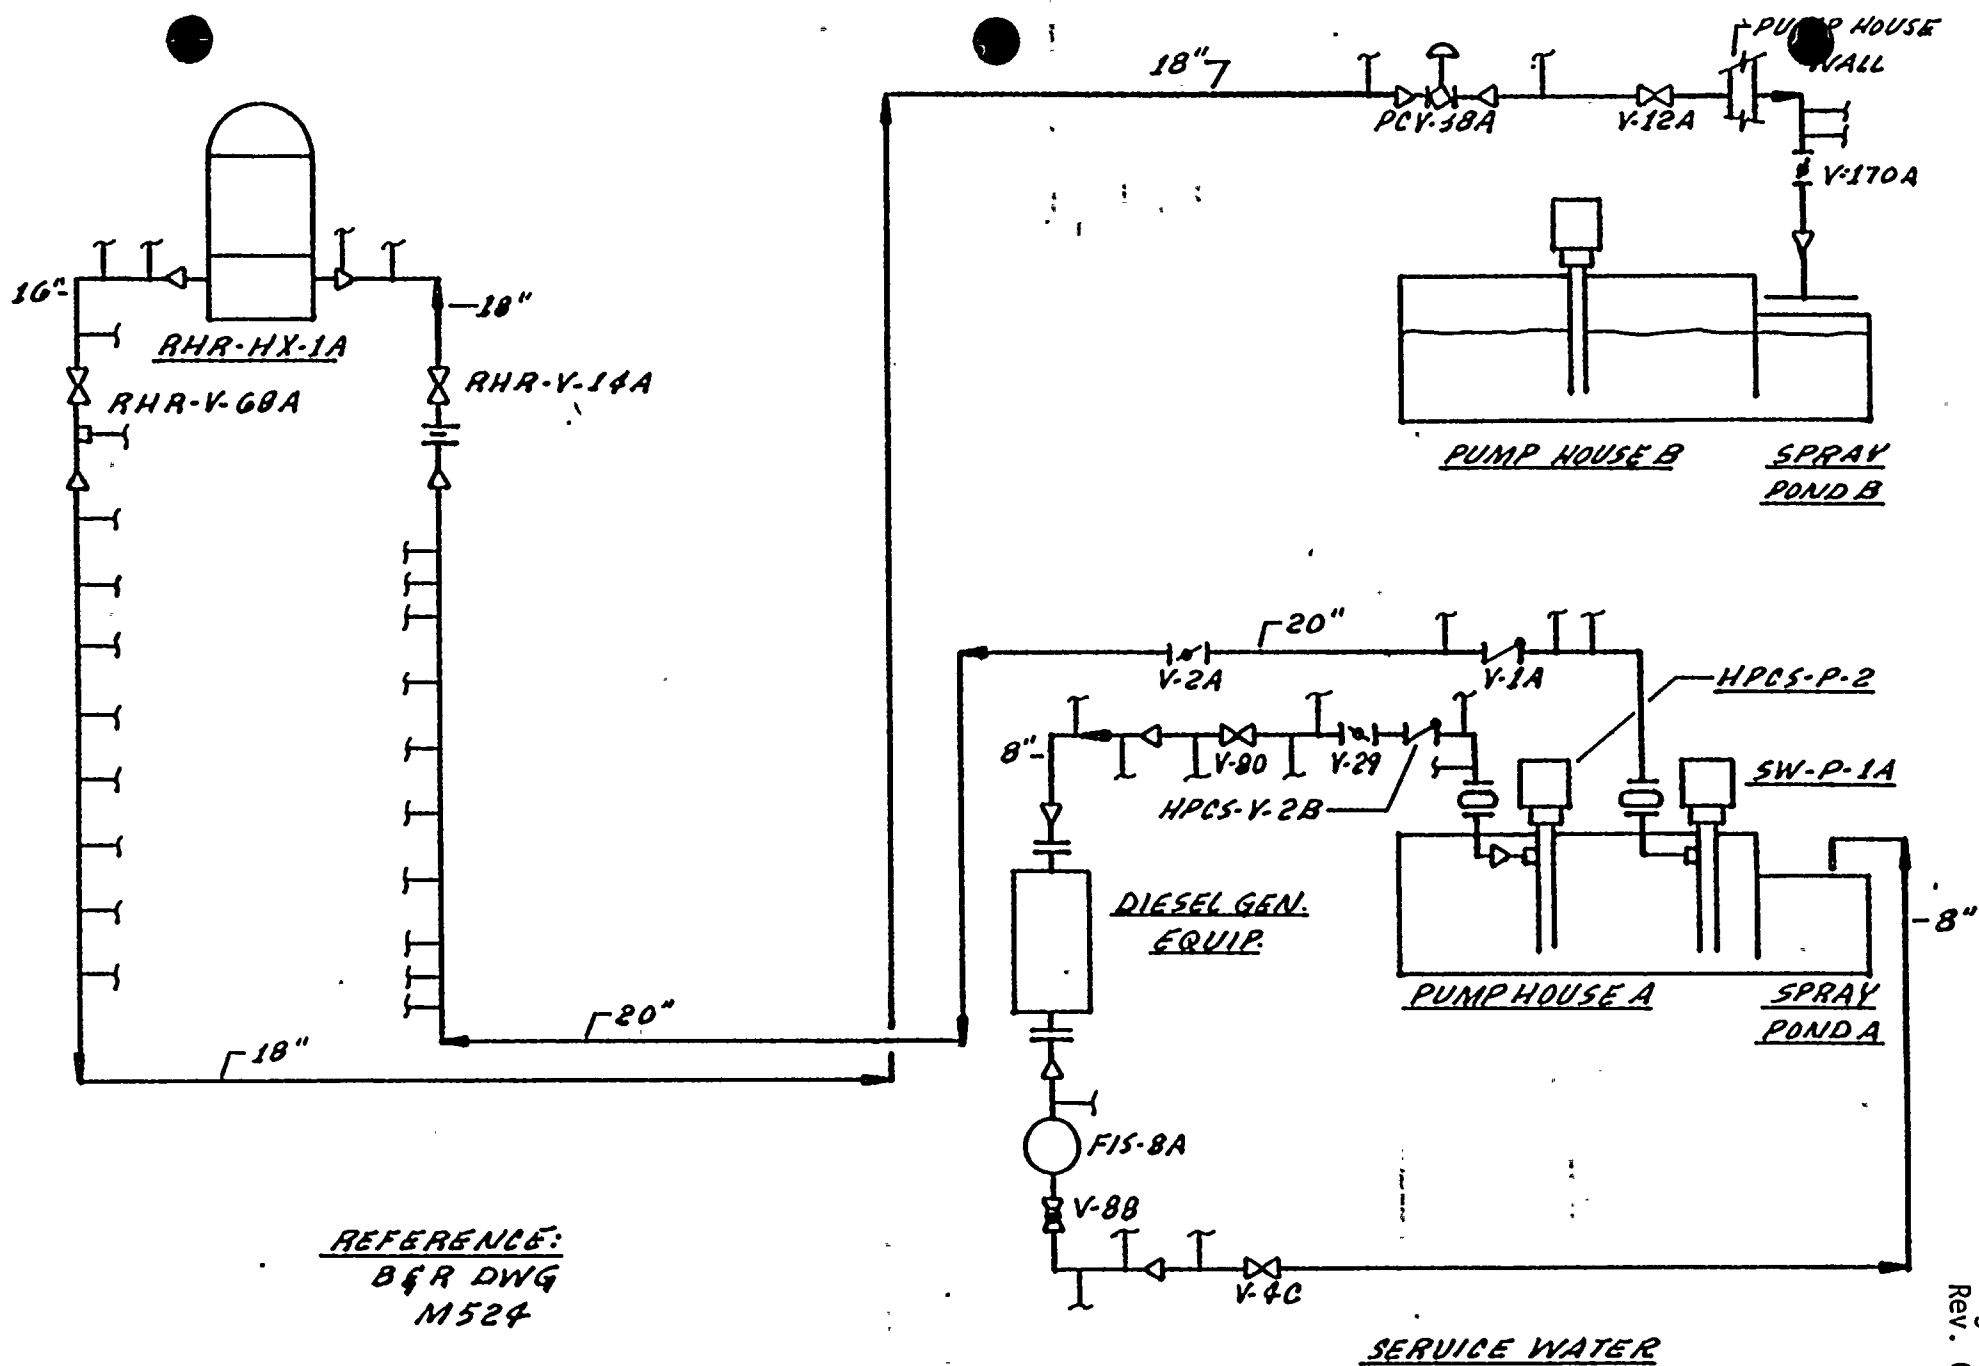 18"
PUMP HOUSE
WALL
PCV-38A
V-12A
V-170A
16"
18"
RHR-HX-1A
RHR-V-68A
RHR-V-14A
PUMP HOUSE B
SPRAY
POND B
20"
V-2A
V-1A
HPCS-P-2
8"
V-80
V-29
HPCS-V-2B
SW-P-1A
DIESEL GEN.
EQUIP.
8"
PUMP HOUSE A
SPRAY
POND A
20"
18"
FIS-8A
V-88
V-4C
REFERENCE:
B&R DWG
M524
SERVICE WATER
Rev.